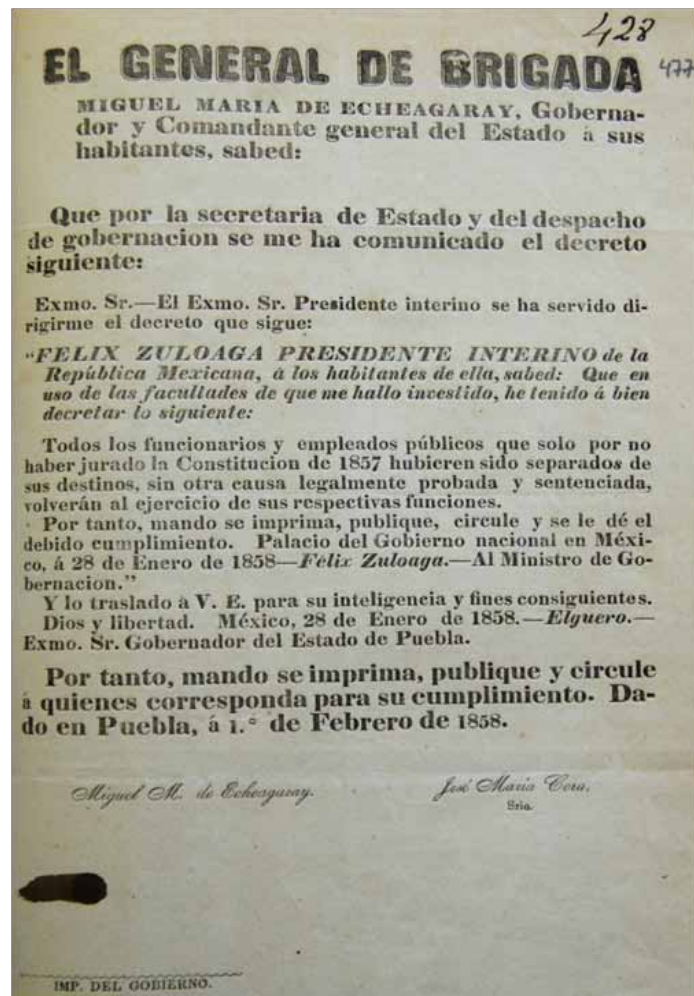 428
477
EL GENERAL DE BRIGADA
MIGUEL MARIA DE ECHEAGARAY, Goberna-
dor y Comandante general del Estado á sus
habitantes, sabed:
Que por la secretaria de Estado y del despacho
de gobernacion se me ha comunicado el decreto
siguiente:
Exmo. Sr.—El Exmo. Sr. Presidente interino se ha servido di-
rigirme el decreto que sigue:
"FELIX ZULOAGA PRESIDENTE INTERINO de la
República Mexicana, á los habitantes de ella, sabed: Que en
uso de las facultades de que me hallo investido, he tenido á bien
decretar lo siguiente:
Todos los funcionarios y empleados públicos que solo por no
haber jurado la Constitucion de 1857 hubieren sido separados de
sus destinos, sin otra causa legalmente probada y sentenciada,
volverán al ejercicio de sus respectivas funciones.
Por tanto, mando se imprima, publique, circule y se le dé el
debido cumplimiento. Palacio del Gobierno nacional en Méxi-
co, á 28 de Enero de 1858—Félix Zuloaga.—Al Ministro de Go-
bernacion."
Y lo traslado á V. E. para su inteligencia y fines consiguientes.
Dios y libertad. México, 28 de Enero de 1858.—Elguero.—
Exmo. Sr. Gobernador del Estado de Puebla.
Por tanto, mando se imprima, publique y circule
á quienes corresponda para su cumplimiento. Da-
do en Puebla, á 1.° de Febrero de 1858.
Miguel M. de Echeagaray. José Maria Cora,
Srio.
IMP. DEL GOBIERNO.